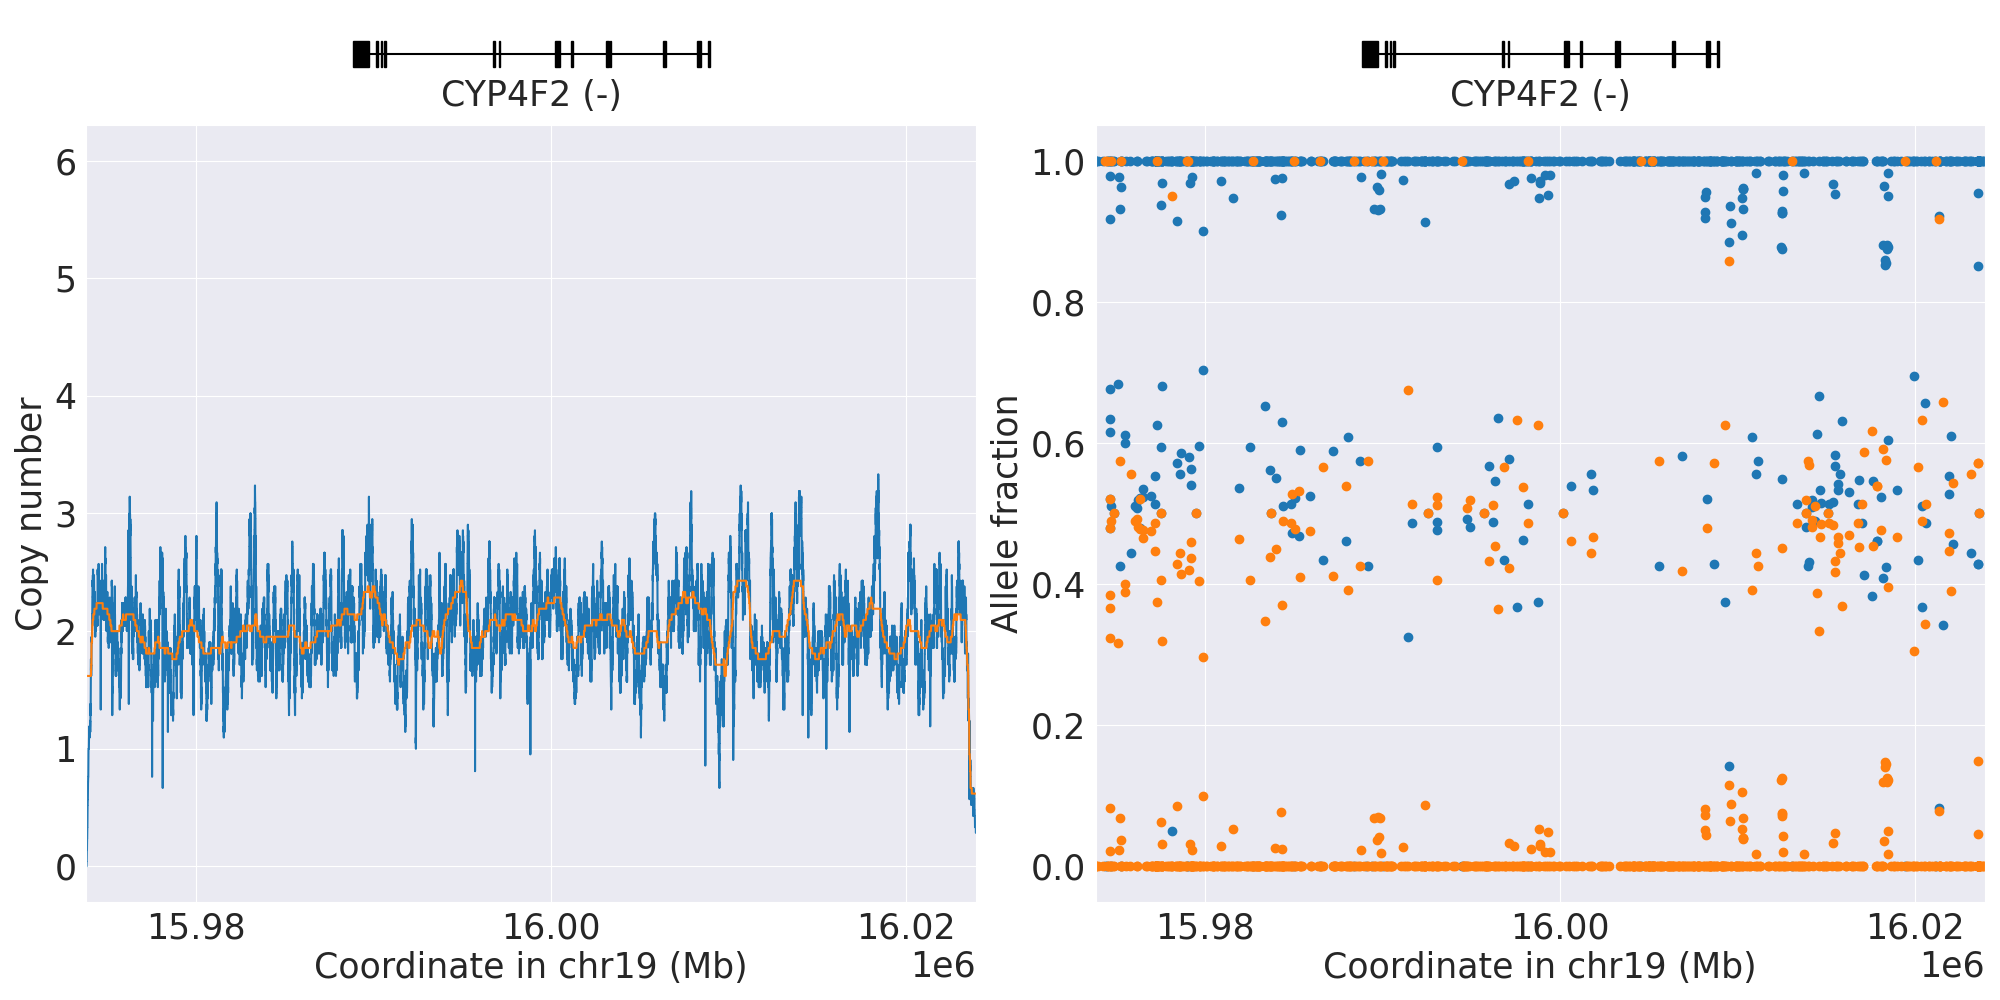 CYP4F2 (-)
6
5
4
3
2
1
0
Copy number
15.98
16.00
16.02
Coordinate in chr19 (Mb)
1e6
CYP4F2 (-)
1.0
0.8
0.6
0.4
0.2
0.0
Allele fraction
15.98
16.00
16.02
Coordinate in chr19 (Mb)
1e6